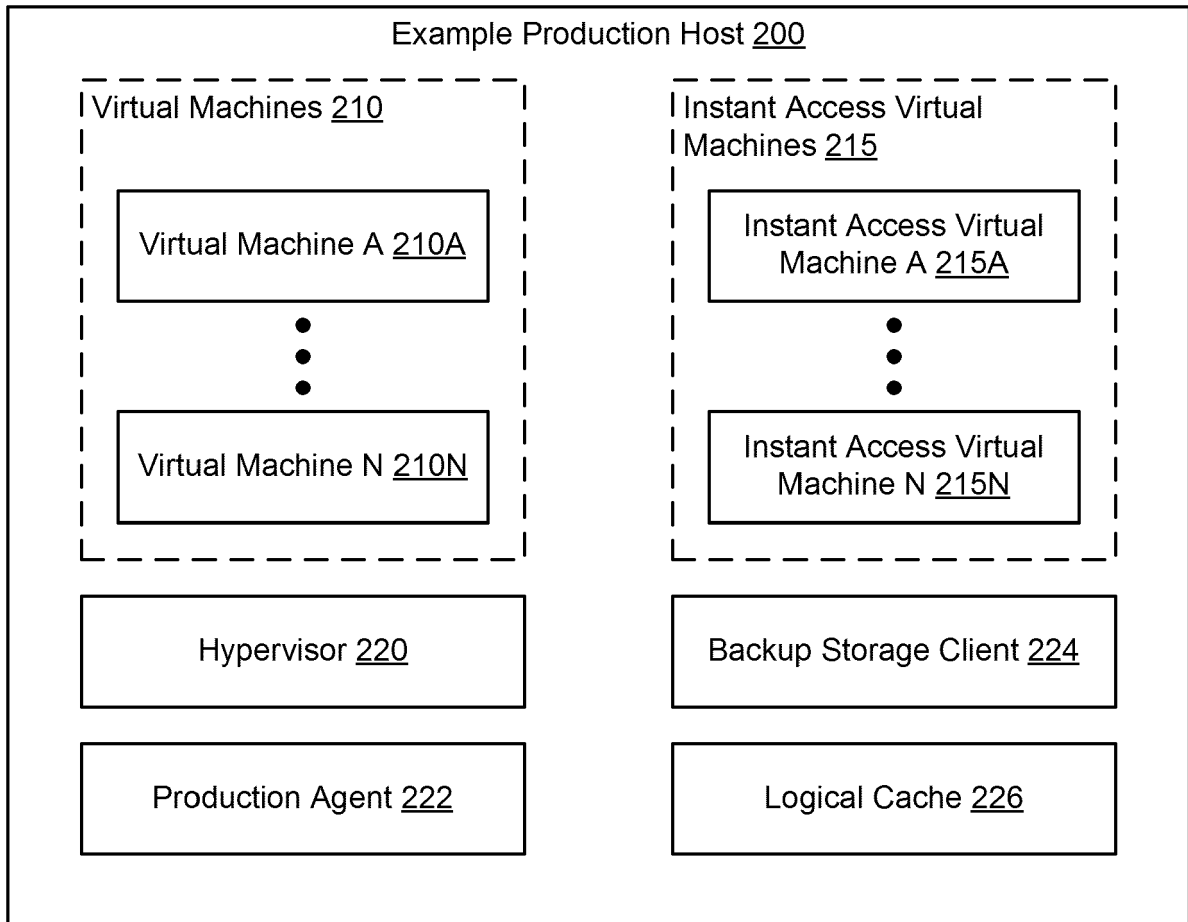 Example Production Host 200
Virtual Machines 210
Virtual Machine A 210A
Virtual Machine N 210N
Instant Access Virtual
Machines 215
Instant Access Virtual
Machine A 215A
Instant Access Virtual
Machine N 215N
Hypervisor 220
Backup Storage Client 224
Production Agent 222
Logical Cache 226